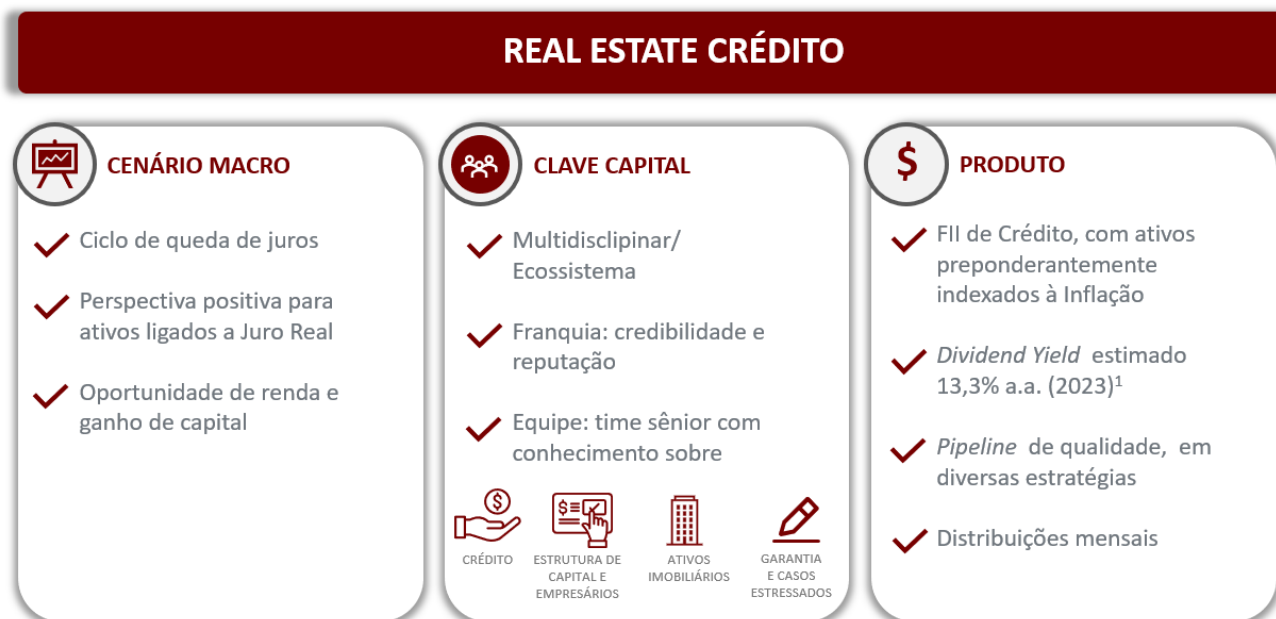 REAL ESTATE CRÉDITO
CENÁRIO MACRO
Ciclo de queda de juros
Perspectiva positiva para
ativos ligados a Juro Real
Oportunidade de renda e
ganho de capital
CLAVE CAPITAL
Multidisclipinar/
Ecossistema
Franquia: credibilidade e
reputação
Equipe: time sênior com
conhecimento sobre
CRÉDITO
ESTRUTURA DE
CAPITAL E
EMPRESÁRIOS
ATIVOS
IMOBILIÁRIOS
GARANTIA
E CASOS
ESTRESSADOS
$ PRODUTO
FII de Crédito, com ativos
preponderantemente
indexados à Inflação
Dividend Yield estimado
13,3% a.a. (2023)¹
Pipeline de qualidade, em
diversas estratégias
Distribuições mensais